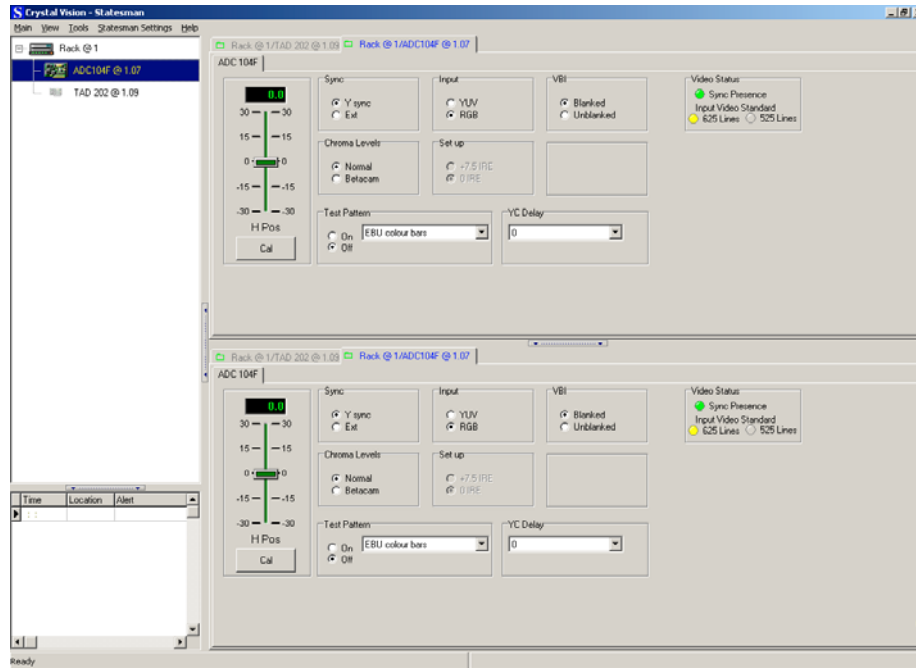 Crystal Vision - Statesman
Main View Tools Statesman Settings Help
Rack @ 1
ADC104F @ 1.07
TAD 202 @ 1.09
Rack @ 1/TAD 202 @ 1.09 Rack @ 1/ADC104F @ 1.07
ADC 104F
0.0
30 30
15 15
0 0
-15 -15
-30 -30
H Pos
Cal
Sync
Y sync
Ext
Input
YUV
RGB
VBI
Blanked
Unblanked
Video Status
Sync Presence
Input Video Standard
625 Lines 525 Lines
Chroma Levels
Normal
Betacam
Set up
+7.5 IRE
0 IRE
Test Pattern
On EBU colour bars
Off
YC Delay
0
Rack @ 1/TAD 202 @ 1.09 Rack @ 1/ADC104F @ 1.07
ADC 104F
0.0
30 30
15 15
0 0
-15 -15
-30 -30
H Pos
Cal
Sync
Y sync
Ext
Input
YUV
RGB
VBI
Blanked
Unblanked
Video Status
Sync Presence
Input Video Standard
625 Lines 525 Lines
Chroma Levels
Normal
Betacam
Set up
+7.5 IRE
0 IRE
Test Pattern
On EBU colour bars
Off
YC Delay
0
Time Location Alert
: :
Ready